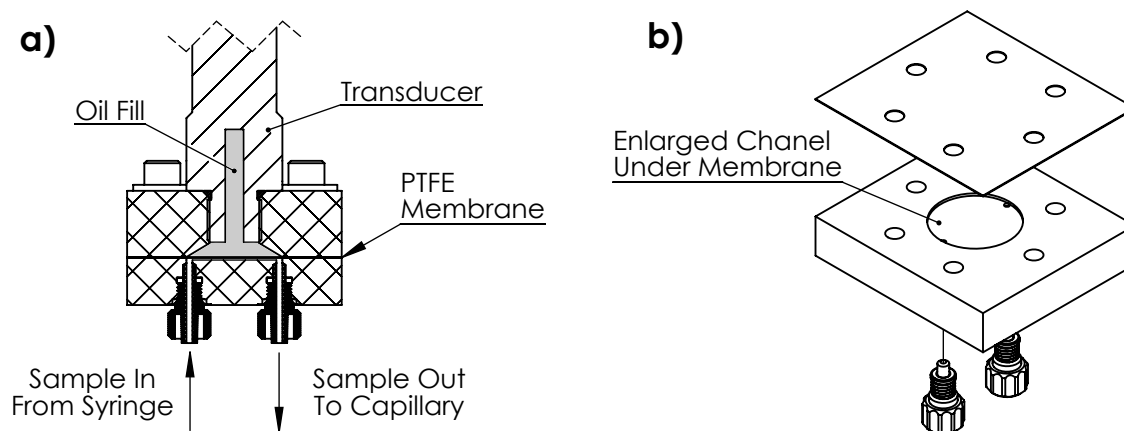 a)
Oil Fill
Transducer
PTFE
Membrane
Sample In
From Syringe
Sample Out
To Capillary
b)
Enlarged Chanel
Under Membrane